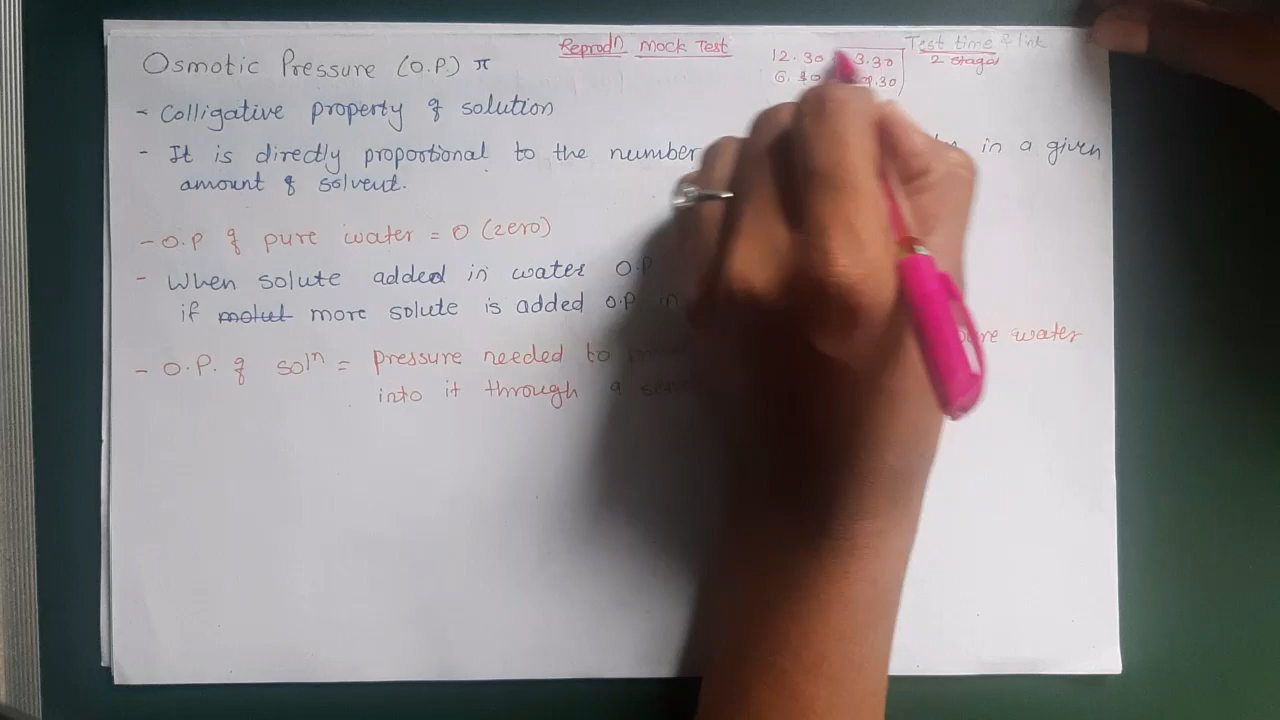 Reprodn Mock Test
Test time & link
12.30 3.30
2 stages
6.30 9.30
Osmotic Pressure (O.P.) π
- Colligative property of solution
- It is directly proportional to the number in a given
amount of solvent.
- O.P of pure water = 0 (zero)
- When solute added in water O.P
if more solute is added O.P in
- O.P. of solⁿ = pressure needed to pure water
into it through a